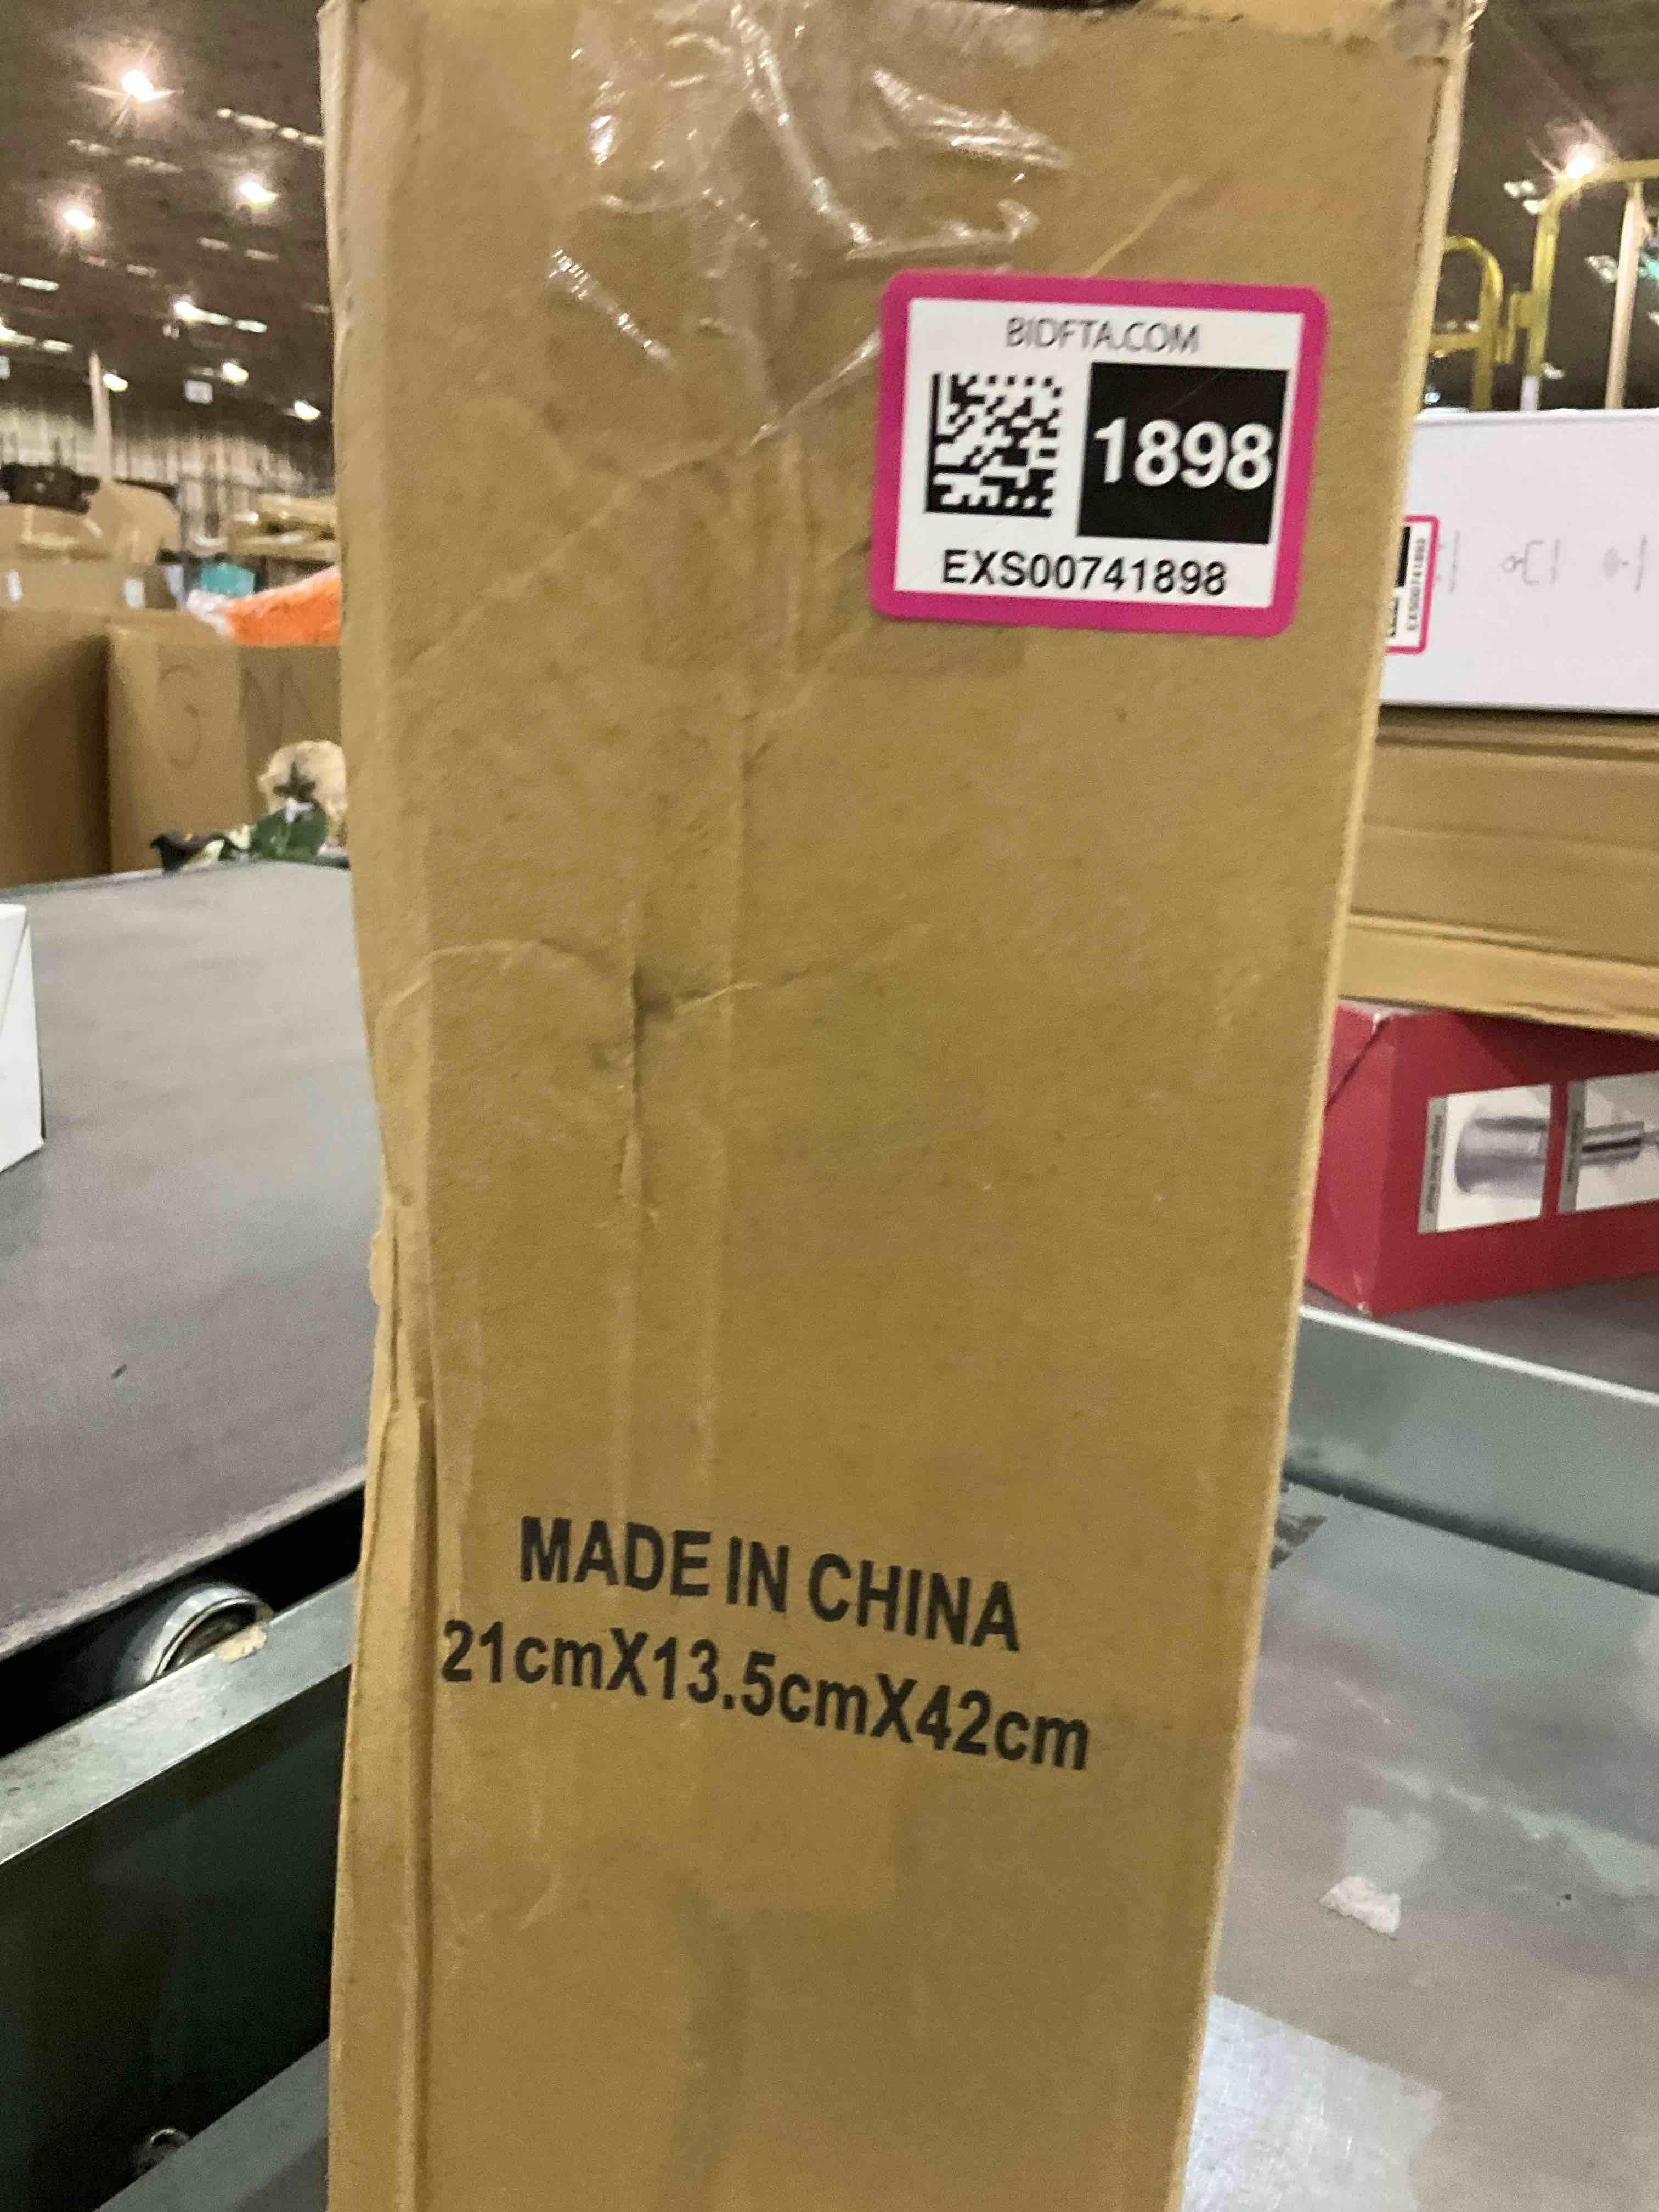 BIDFTA.COM
1898
EXS00741898
MADE IN CHINA
21cmX13.5cmX42cm